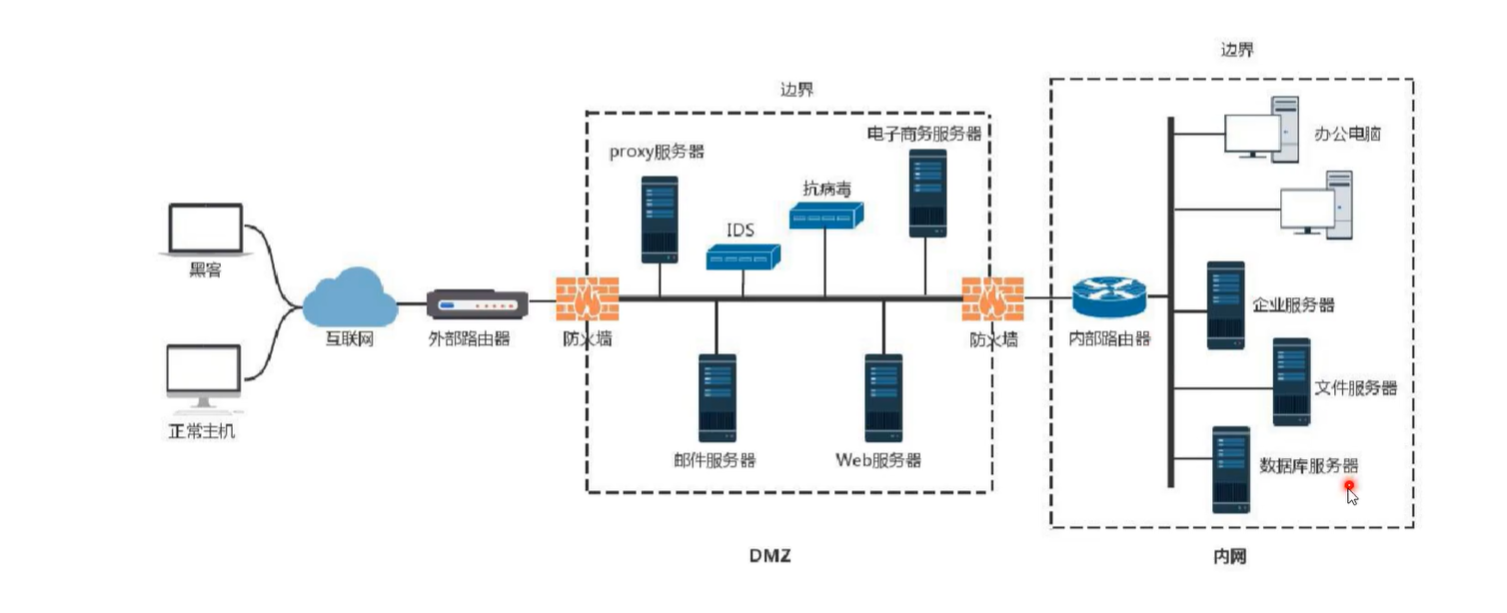 边界
边界
电子商务服务器
办公电脑
proxy服务器
抗病毒
IDS
黑客
企业服务器
互联网
外部路由器
防火墙
防火墙
内部路由器
文件服务器
正常主机
邮件服务器
Web服务器
数据库服务器
DMZ
内网